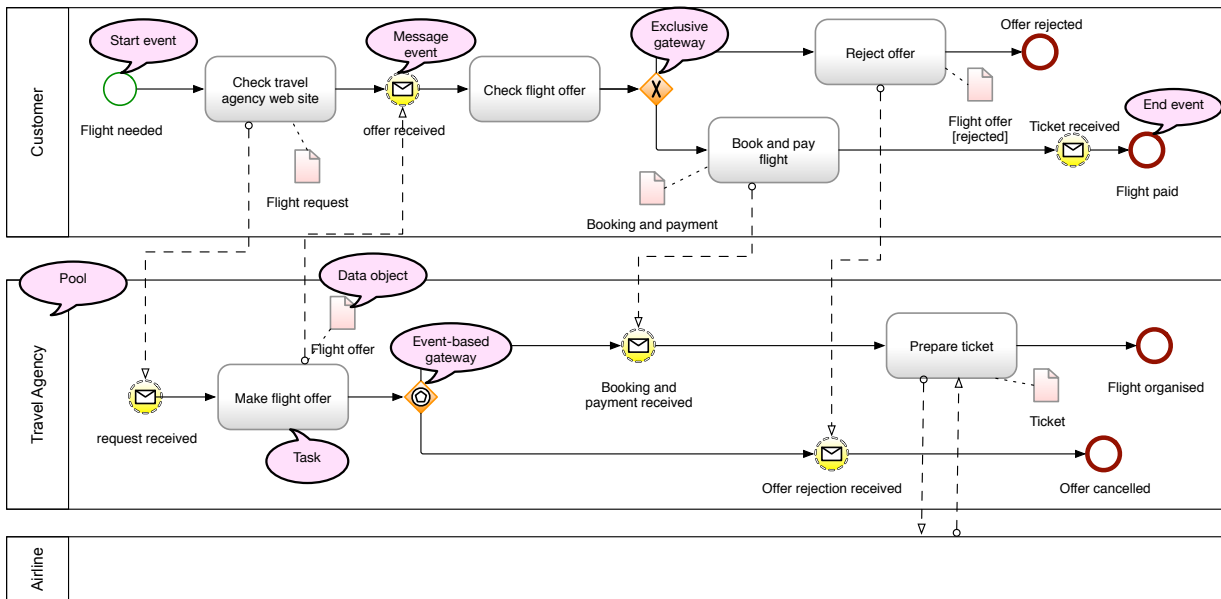 Customer
Start event
Flight needed
Check travel
agency web site
Flight request
Message
event
offer received
Check flight offer
Exclusive
gateway
X
Reject offer
Flight offer
[rejected]
Offer rejected
Book and pay
flight
Booking and payment
Ticket received
End event
Flight paid
Travel Agency
Pool
request received
Make flight offer
Task
Data object
Flight offer
Event-based
gateway
Booking and
payment received
Prepare ticket
Ticket
Flight organised
Offer rejection received
Offer cancelled
Airline